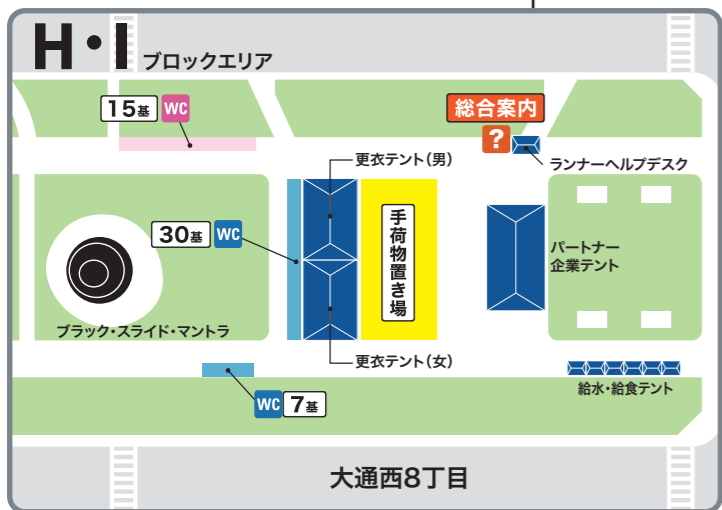 H・I ブロックエリア
15基 WC
総合案内
?
ランナーヘルプデスク
更衣テント(男)
30基 WC
手荷物置き場
パートナー
企業テント
ブラック・スライド・マントラ
更衣テント(女)
給水・給食テント
WC 7基
大通西8丁目